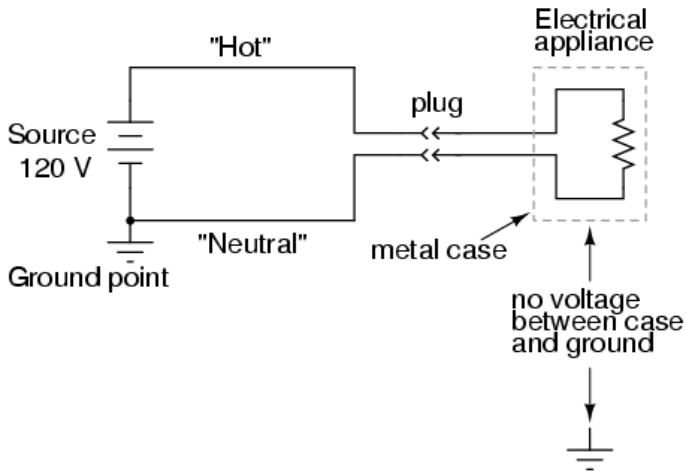 Electrical
appliance
"Hot"
plug
Source
120 V
"Neutral"
metal case
Ground point
no voltage
between case
and ground